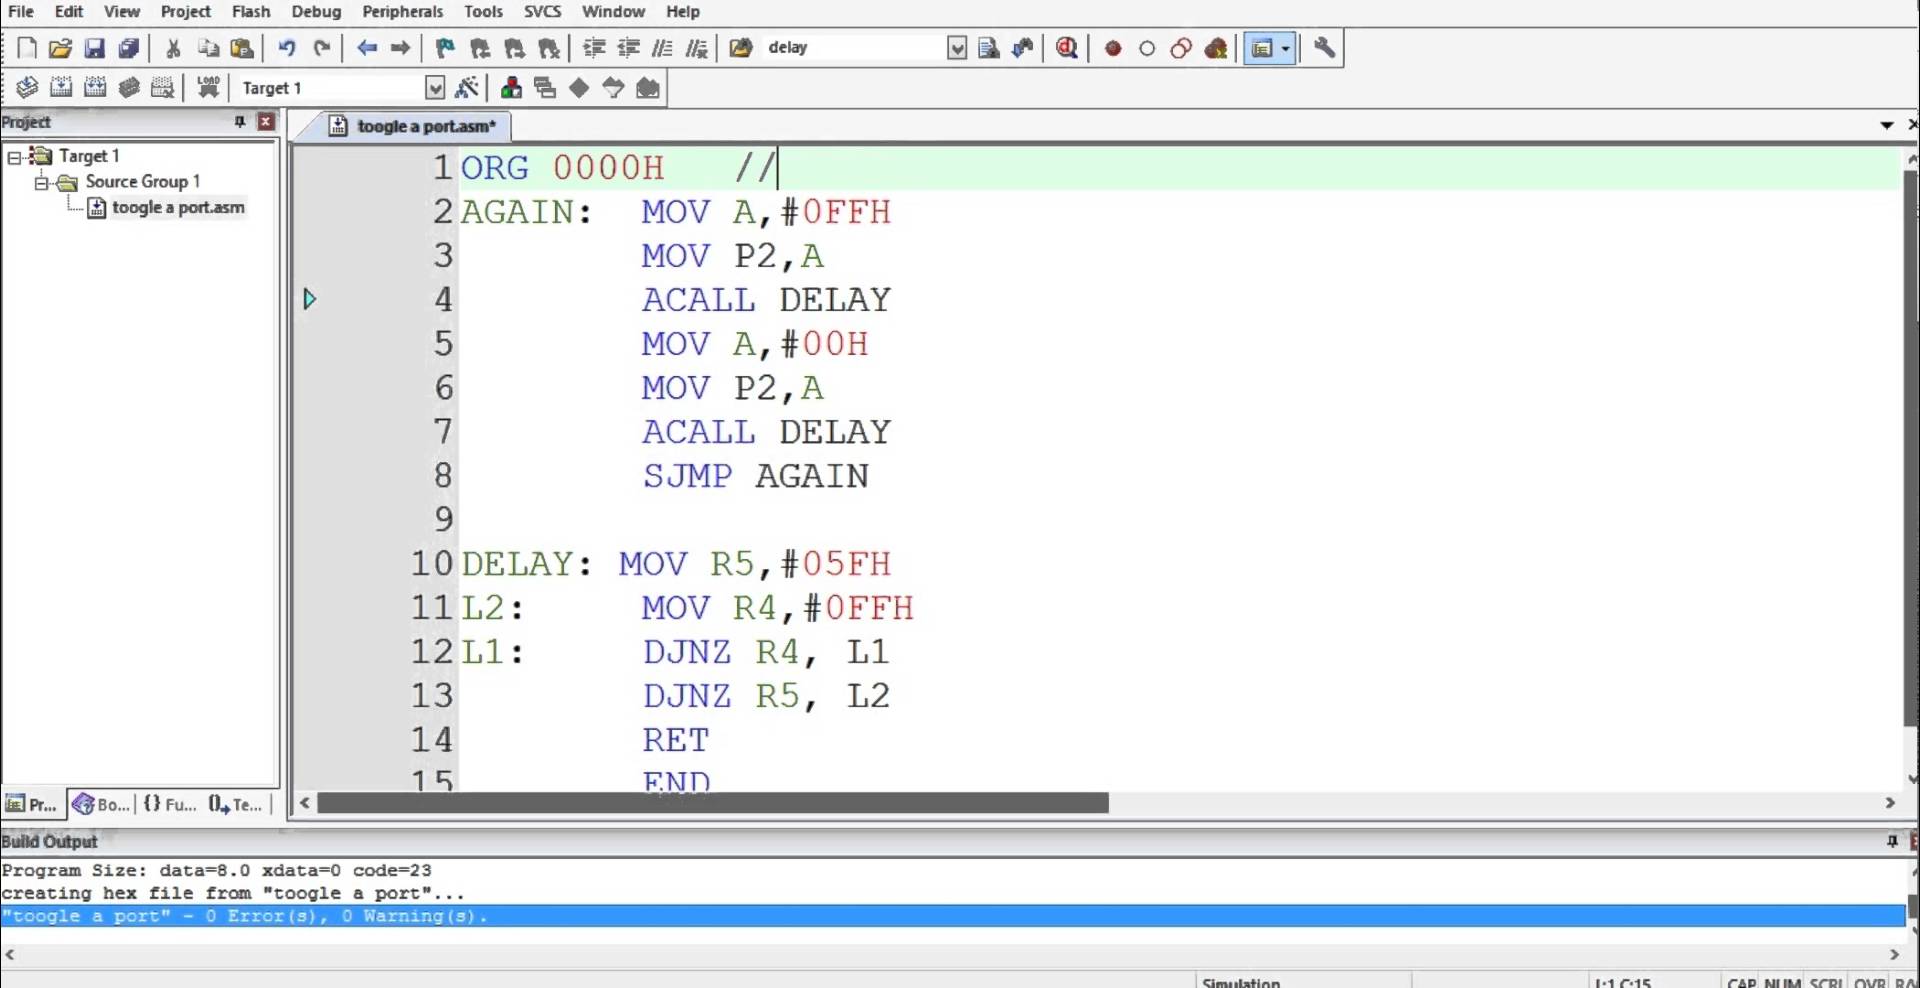 File Edit View Project Flash Debug Peripherals Tools SVCS Window Help
delay
LOAD Target 1
Project
toogle a port.asm*
Target 1
Source Group 1
toogle a port.asm
1 ORG 0000H //
2 AGAIN: MOV A,#0FFH
3 MOV P2,A
4 ACALL DELAY
5 MOV A,#00H
6 MOV P2,A
7 ACALL DELAY
8 SJMP AGAIN
9
10 DELAY: MOV R5,#05FH
11 L2: MOV R4,#0FFH
12 L1: DJNZ R4, L1
13 DJNZ R5, L2
14 RET
15 END
Pr... Bo... {} Fu... Te...
Build Output
Program Size: data=8.0 xdata=0 code=23
creating hex file from "toogle a port"...
"toogle a port" - 0 Error(s), 0 Warning(s).
Simulation L:1 C:15 CAP NUM SCRL OVR